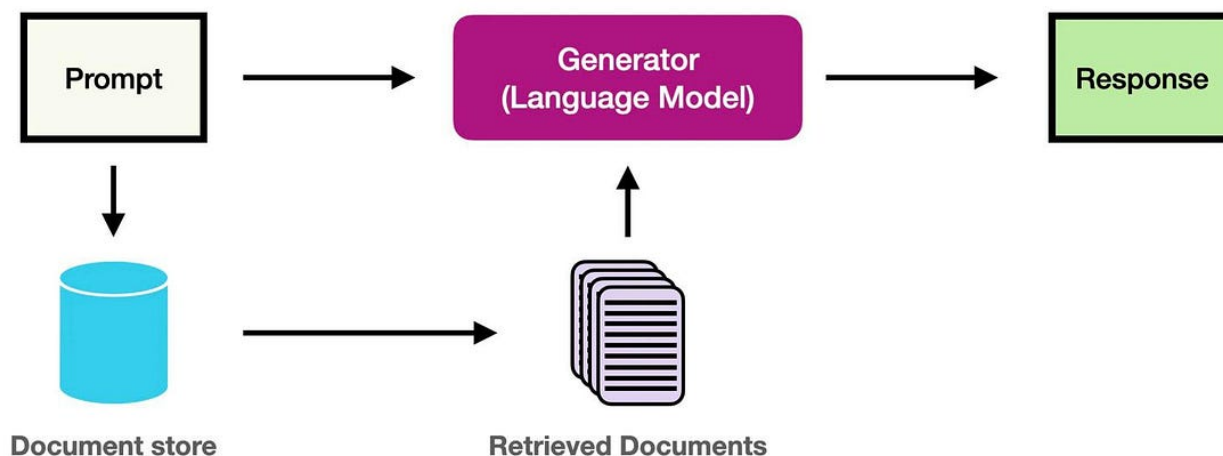 Prompt
Generator
(Language Model)
Response
Document store
Retrieved Documents